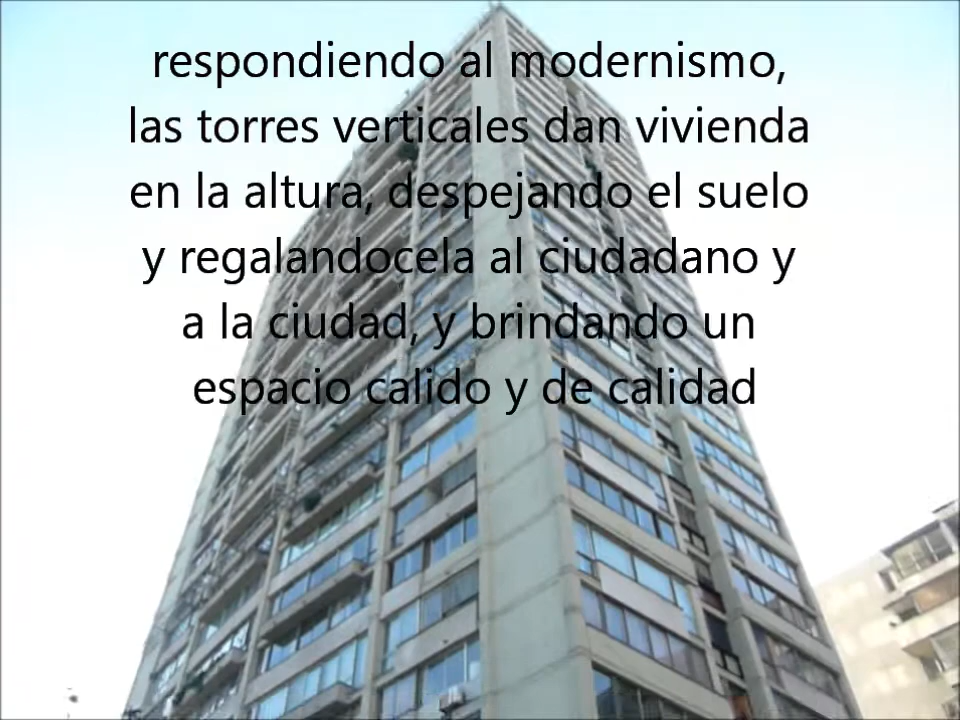 respondiendo al modernismo,
las torres verticales dan vivienda
en la altura, despejando el suelo
y regalandocela al ciudadano y
a la ciudad, y brindando un
espacio calido y de calidad